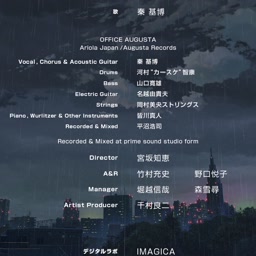 歌 秦 基博
OFFICE AUGUSTA
Ariola Japan /Augusta Records
Vocal, Chorus & Acoustic Guitar 秦 基博
Drums 河村“カースケ”智康
Bass 山口寛雄
Electric Guitar 名越由貴夫
Strings 岡村美央ストリングス
Piano, Wurlitzer & Other Instruments 皆川真人
Recorded & Mixed 平沼浩司
Recorded & Mixed at prime sound studio form
Director 宮坂知恵
A&R 竹村充史 野口悦子
Manager 堀越信哉 森雪尋
Artist Producer 千村良二
デジタルラボ IMAGICA